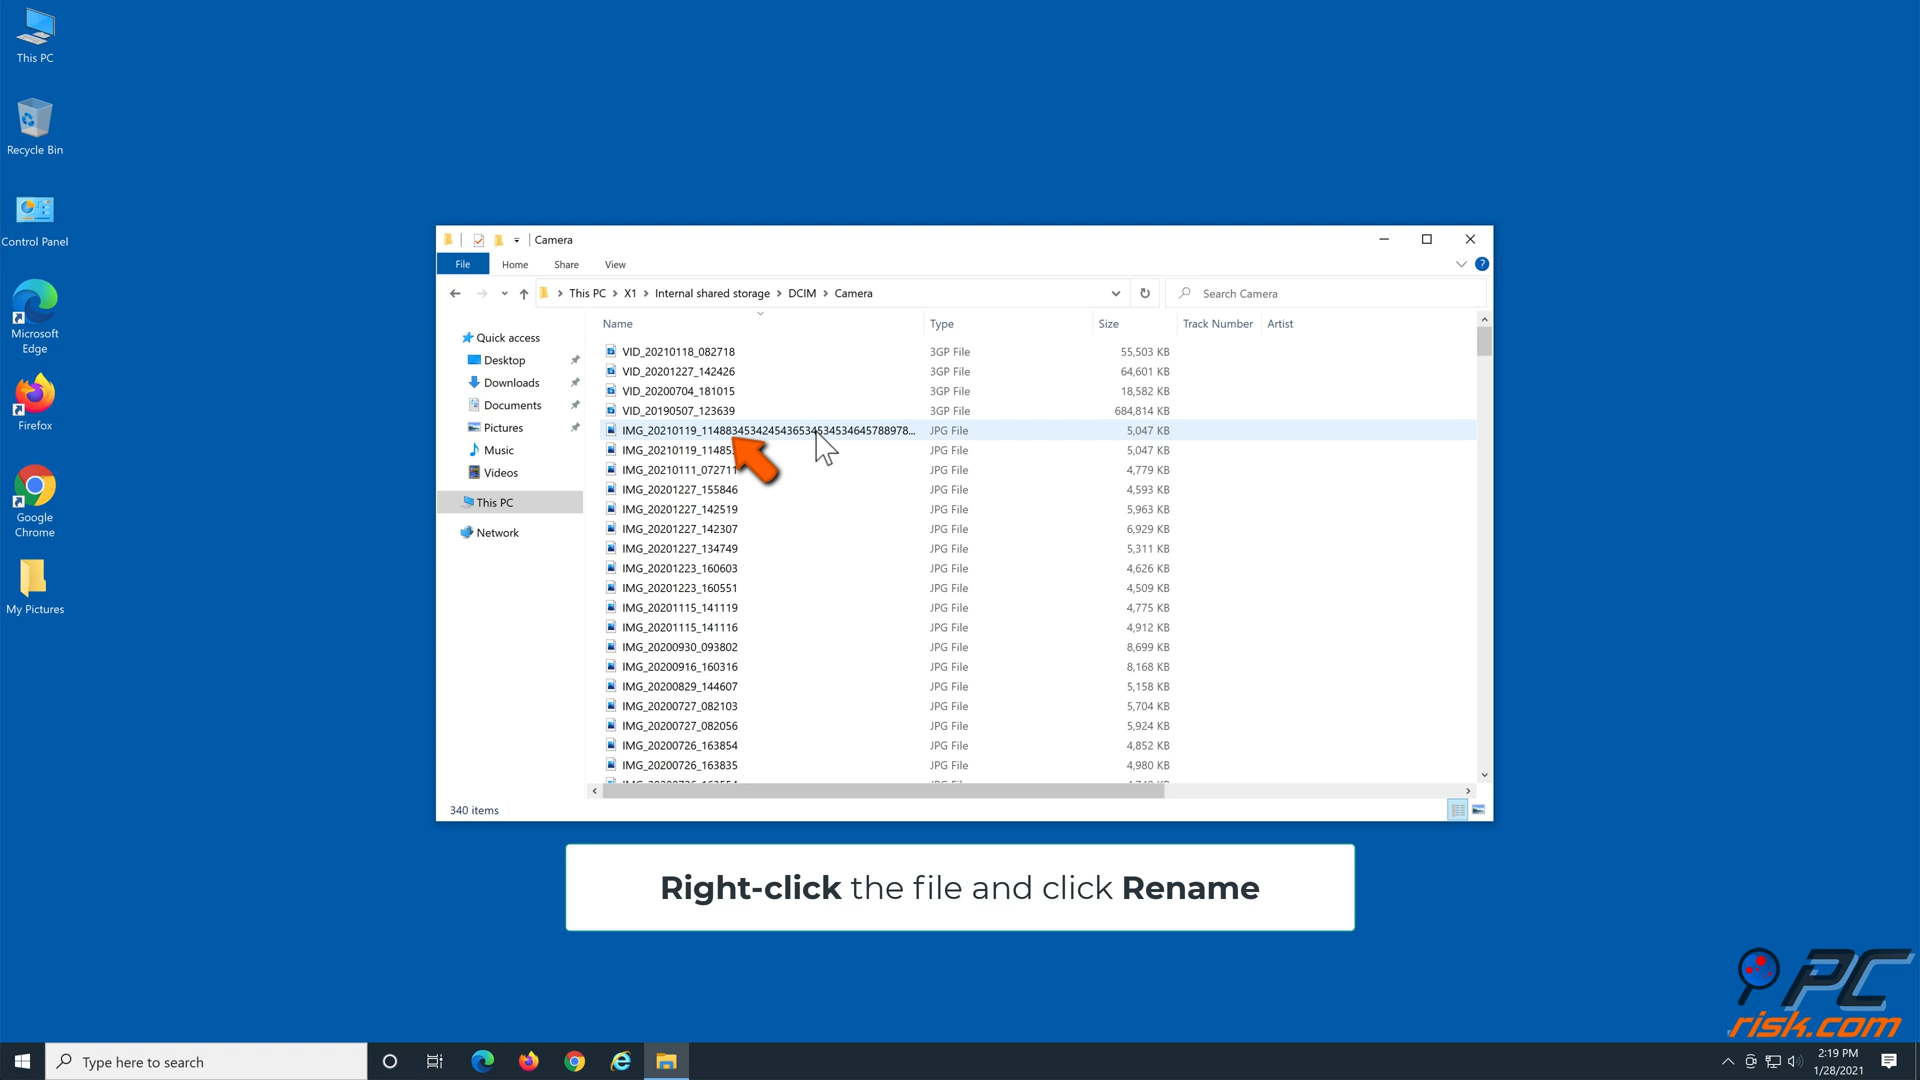 This PC
Recycle Bin
Control Panel
Microsoft
Edge
Firefox
Google
Chrome
My Pictures
Camera
File Home Share View
This PC > X1 > Internal shared storage > DCIM > Camera
Search Camera
Quick access
Desktop
Downloads
Documents
Pictures
Music
Videos
This PC
Network
Name Type Size Track Number Artist
VID_20210118_082718 3GP File 55,503 KB
VID_20201227_142426 3GP File 64,601 KB
VID_20200704_181015 3GP File 18,582 KB
VID_20190507_123639 3GP File 684,814 KB
JPG File 5,047 KB
JPG File 5,047 KB
IMG_20210111_072711 JPG File 4,779 KB
IMG_20201227_155846 JPG File 4,593 KB
IMG_20201227_142519 JPG File 5,963 KB
IMG_20201227_142307 JPG File 6,929 KB
IMG_20201227_134749 JPG File 5,311 KB
IMG_20201223_160603 JPG File 4,626 KB
IMG_20201223_160551 JPG File 4,509 KB
IMG_20201115_141119 JPG File 4,775 KB
IMG_20201115_141116 JPG File 4,912 KB
IMG_20200930_093802 JPG File 8,699 KB
IMG_20200916_160316 JPG File 8,168 KB
IMG_20200829_144607 JPG File 5,158 KB
IMG_20200727_082103 JPG File 5,704 KB
IMG_20200727_082056 JPG File 5,924 KB
IMG_20200726_163854 JPG File 4,852 KB
IMG_20200726_163835 JPG File 4,980 KB
340 items
Right-click the file and click Rename
PC
risk.com
Type here to search
2:19 PM
1/28/2021